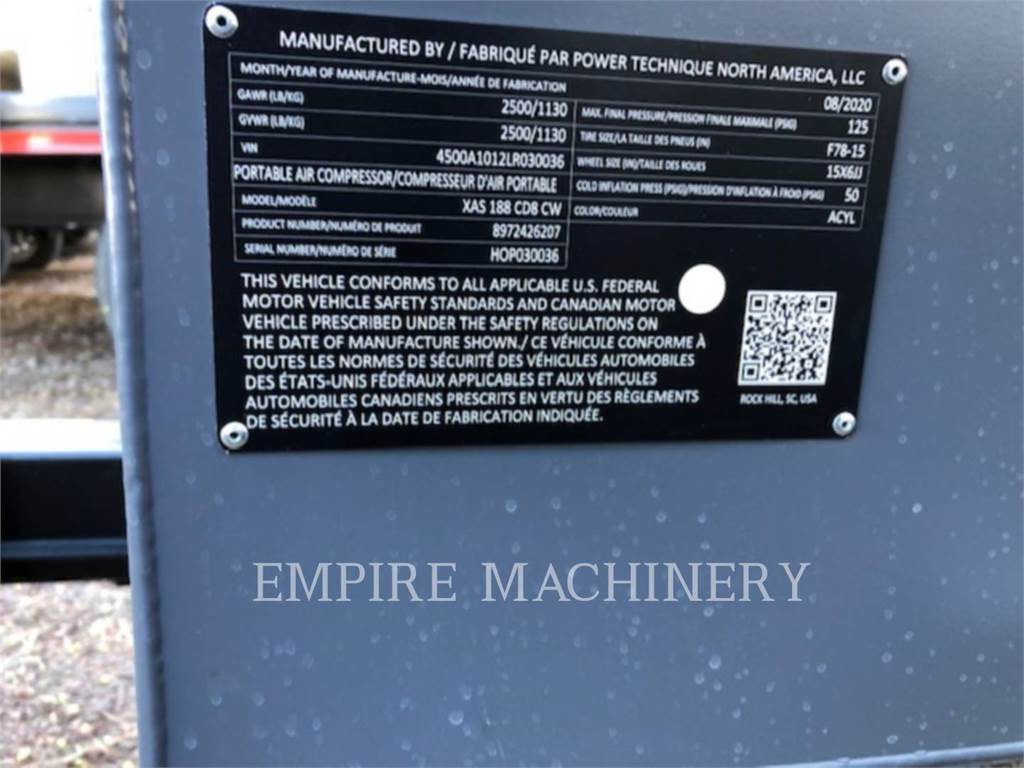 MANUFACTURED BY / FABRIQUÉ PAR POWER TECHNIQUE NORTH AMERICA, LLC
MONTH/YEAR OF MANUFACTURE-MOIS/ANNÉE DE FABRICATION 08/2020
GAWR (LB/KG) 2500/1130 MAX. FINAL PRESSURE/PRESSION FINALE MAXIMALE (PSIG) 125
GVWR (LB/KG) 2500/1130 TIRE SIZE/LA TAILLE DES PNEUS (IN) F78-15
VIN 4500A1012LR030036 WHEEL SIZE (IN)/TAILLE DES ROUES 15X6JJ
PORTABLE AIR COMPRESSOR/COMPRESSEUR D'AIR PORTABLE COLD INFLATION PRESS (PSIG)/PRESSION D'INFLATION À FROID (PSIG) 50
MODEL/MODÈLE XAS 188 CD8 CW COLOR/COULEUR ACYL
PRODUCT NUMBER/NUMÉRO DE PRODUIT 8972426207
SERIAL NUMBER/NUMÉRO DE SÉRIE HOP030036
THIS VEHICLE CONFORMS TO ALL APPLICABLE U.S. FEDERAL
MOTOR VEHICLE SAFETY STANDARDS AND CANADIAN MOTOR
VEHICLE PRESCRIBED UNDER THE SAFETY REGULATIONS ON
THE DATE OF MANUFACTURE SHOWN./ CE VÉHICULE CONFORME À
TOUTES LES NORMES DE SÉCURITÉ DES VÉHICULES AUTOMOBILES
DES ÉTATS-UNIS FÉDÉRAUX APPLICABLES ET AUX VÉHICULES
AUTOMOBILES CANADIENS PRESCRITS EN VERTU DES RÈGLEMENTS
DE SÉCURITÉ À LA DATE DE FABRICATION INDIQUÉE.
ROCK HILL, SC, USA
EMPIRE MACHINERY